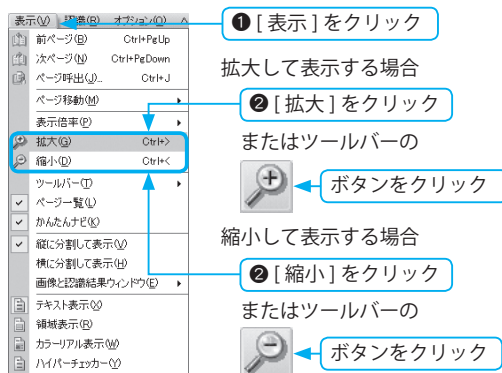 表示(V) 認識(R) オプション(O)
前ページ(B) Ctrl+PgUp
次ページ(N) Ctrl+PgDown
ページ呼出(J)... Ctrl+J
ページ移動(M)
表示倍率(P)
拡大(G) Ctrl+>
縮小(D) Ctrl+<
ツールバー(T)
ページ一覧(L)
かんたんナビ(K)
縦に分割して表示(V)
横に分割して表示(H)
画像と認識結果ウィンドウ(E)
テキスト表示(X)
領域表示(R)
カラーリアル表示(W)
ハイパーチェッカー(Y)
❶ [ 表示 ] をクリック
拡大して表示する場合
❷ [ 拡大 ] をクリック
またはツールバーの
ボタンをクリック
縮小して表示する場合
❷ [ 縮小 ] をクリック
またはツールバーの
ボタンをクリック